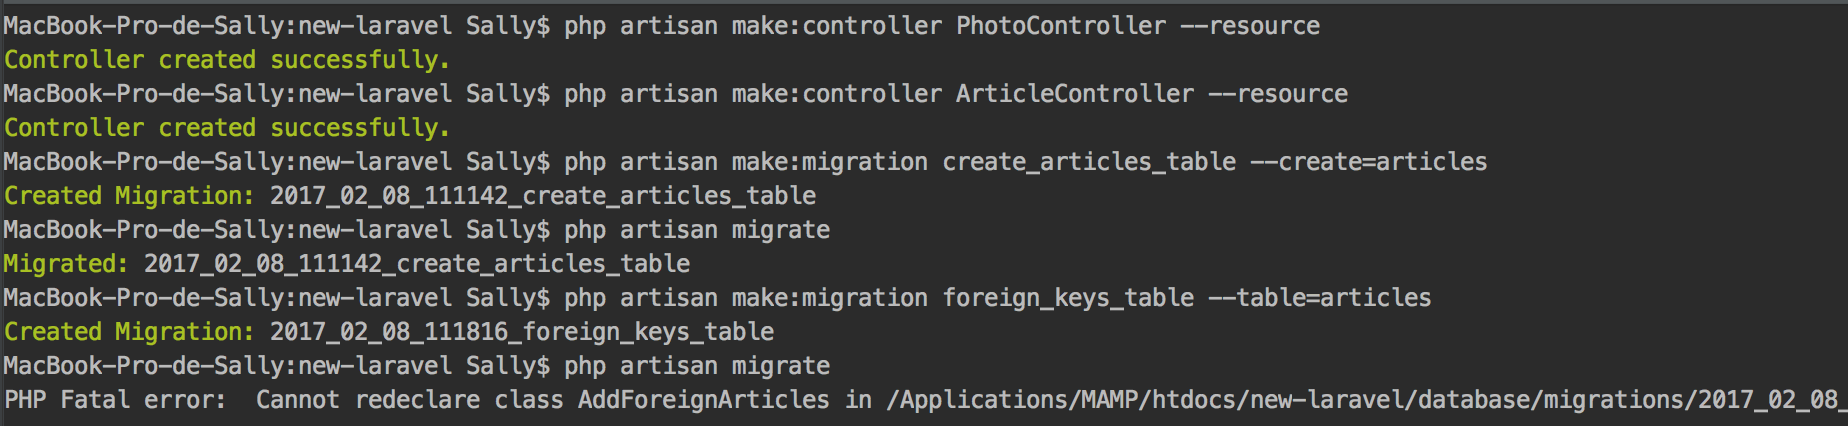 MacBook-Pro-de-Sally:new-laravel Sally$ php artisan make:controller PhotoController --resource
Controller created successfully.
MacBook-Pro-de-Sally:new-laravel Sally$ php artisan make:controller ArticleController --resource
Controller created successfully.
MacBook-Pro-de-Sally:new-laravel Sally$ php artisan make:migration create_articles_table --create=articles
Created Migration: 2017_02_08_111142_create_articles_table
MacBook-Pro-de-Sally:new-laravel Sally$ php artisan migrate
Migrated: 2017_02_08_111142_create_articles_table
MacBook-Pro-de-Sally:new-laravel Sally$ php artisan make:migration foreign_keys_table --table=articles
Created Migration: 2017_02_08_111816_foreign_keys_table
MacBook-Pro-de-Sally:new-laravel Sally$ php artisan migrate
PHP Fatal error:  Cannot redeclare class AddForeignArticles in /Applications/MAMP/htdocs/new-laravel/database/migrations/2017_02_08_